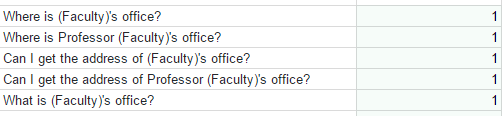 Where is (Faculty)'s office? 1
Where is Professor (Faculty)'s office? 1
Can I get the address of (Faculty)'s office? 1
Can I get the address of Professor (Faculty)'s office? 1
What is (Faculty)'s office? 1